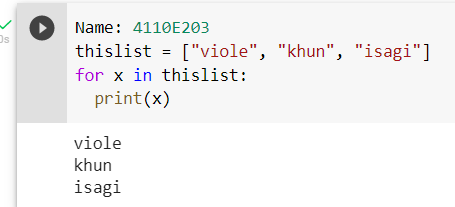 Name: 4110E203
thislist = ["viole", "khun", "isagi"]
for x in thislist:
  print(x)
viole
khun
isagi